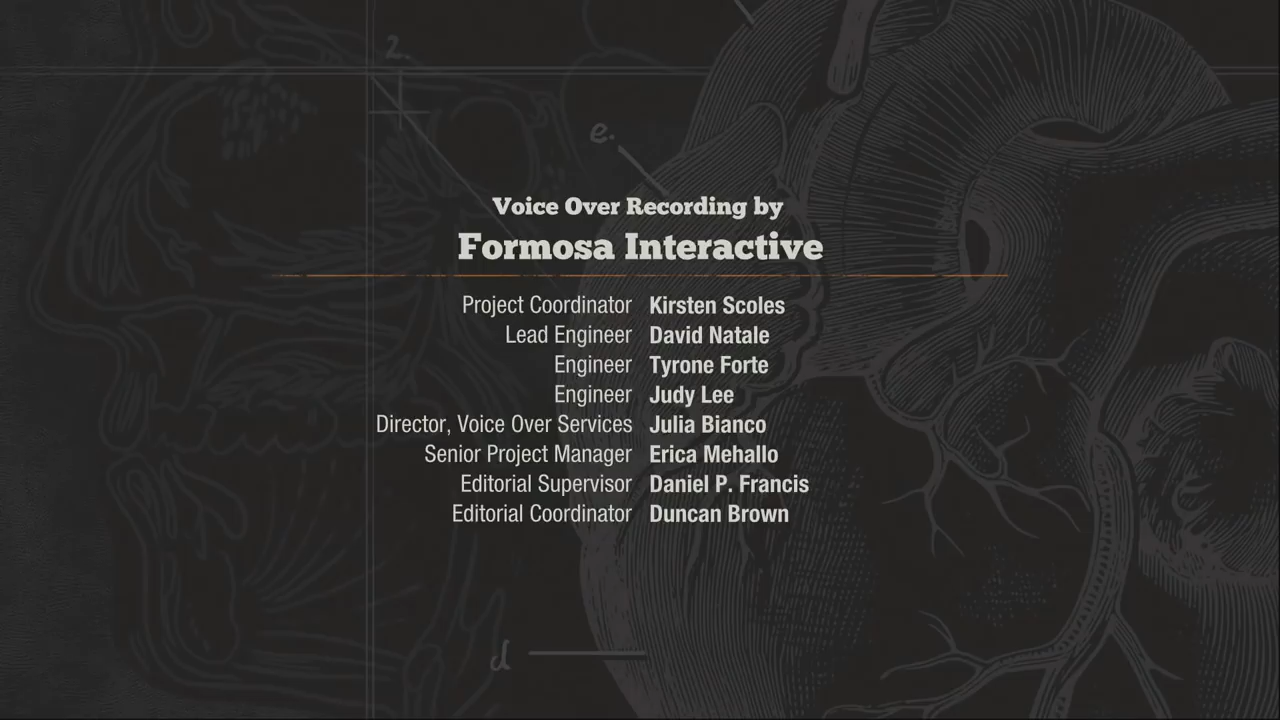 2.
e.
Voice Over Recording by
Formosa Interactive
Project Coordinator Kirsten Scoles
Lead Engineer David Natale
Engineer Tyrone Forte
Engineer Judy Lee
Director, Voice Over Services Julia Bianco
Senior Project Manager Erica Mehallo
Editorial Supervisor Daniel P. Francis
Editorial Coordinator Duncan Brown
d